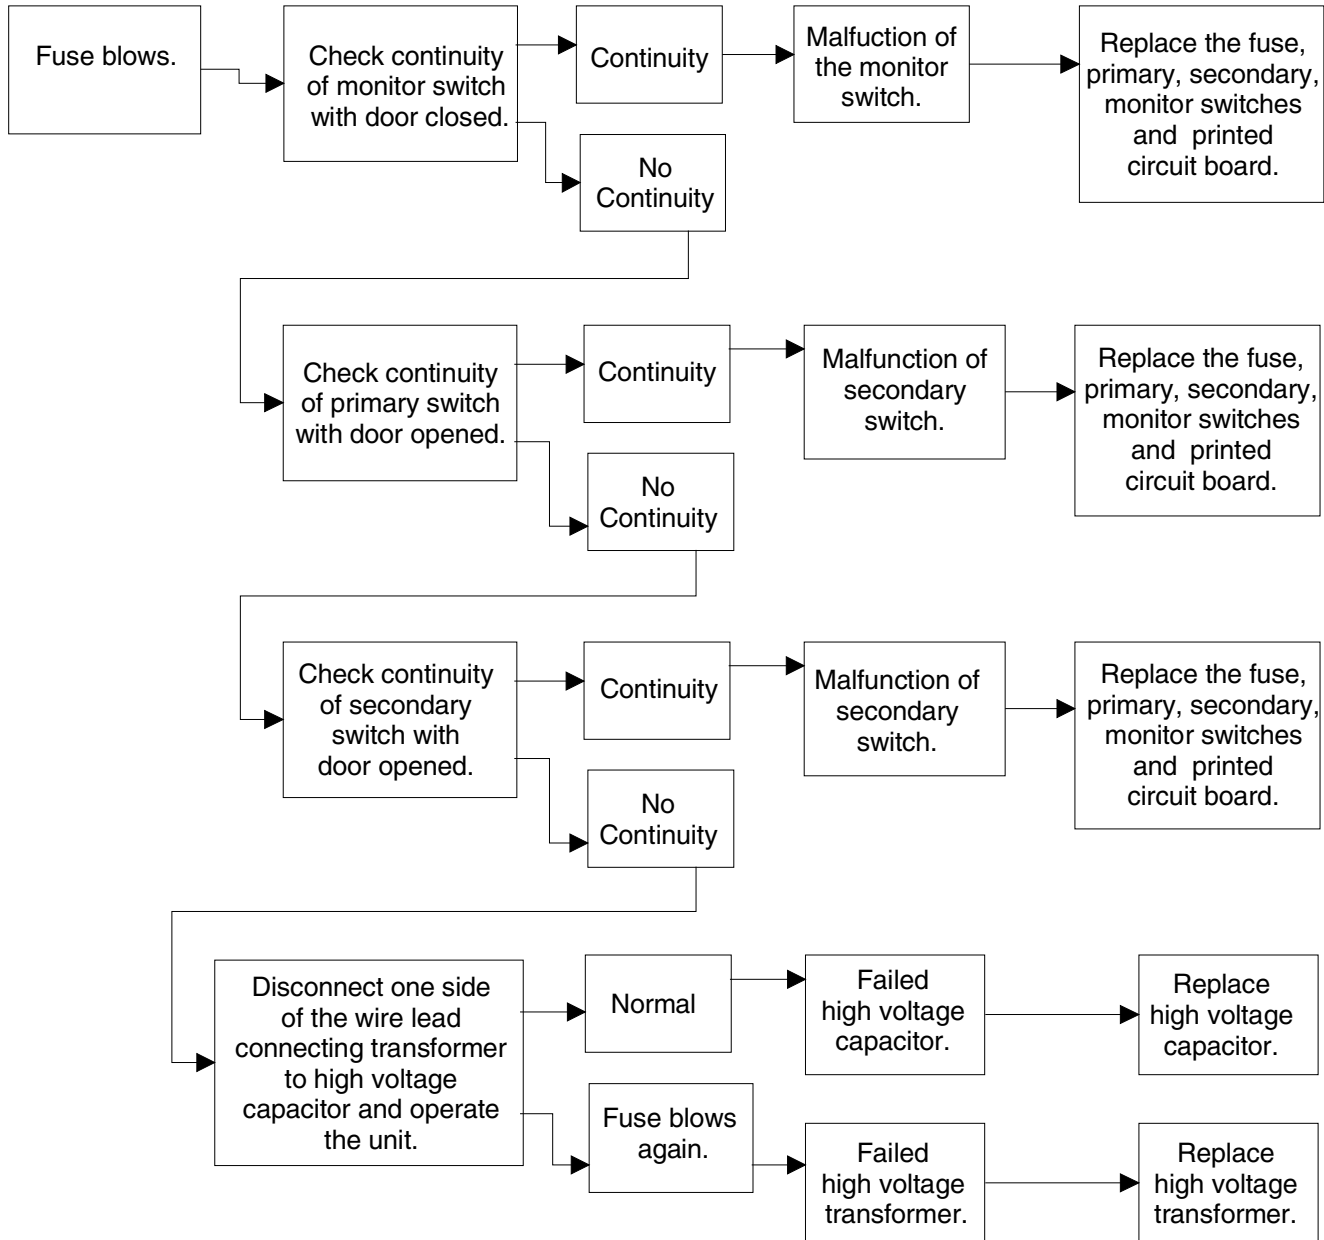 Fuse blows.
Check continuity
of monitor switch
with door closed.
Continuity
Malfuction of
the monitor
switch.
Replace the fuse,
primary, secondary,
monitor switches
and printed
circuit board.
No
Continuity
Check continuity
of primary switch
with door opened.
Continuity
Malfunction of
secondary
switch.
Replace the fuse,
primary, secondary,
monitor switches
and printed
circuit board.
No
Continuity
Check continuity
of secondary
switch with
door opened.
Continuity
Malfunction of
secondary
switch.
Replace the fuse,
primary, secondary,
monitor switches
and printed
circuit board.
No
Continuity
Disconnect one side
of the wire lead
connecting transformer
to high voltage
capacitor and operate
the unit.
Normal
Failed
high voltage
capacitor.
Replace
high voltage
capacitor.
Fuse blows
again.
Failed
high voltage
transformer.
Replace
high voltage
transformer.